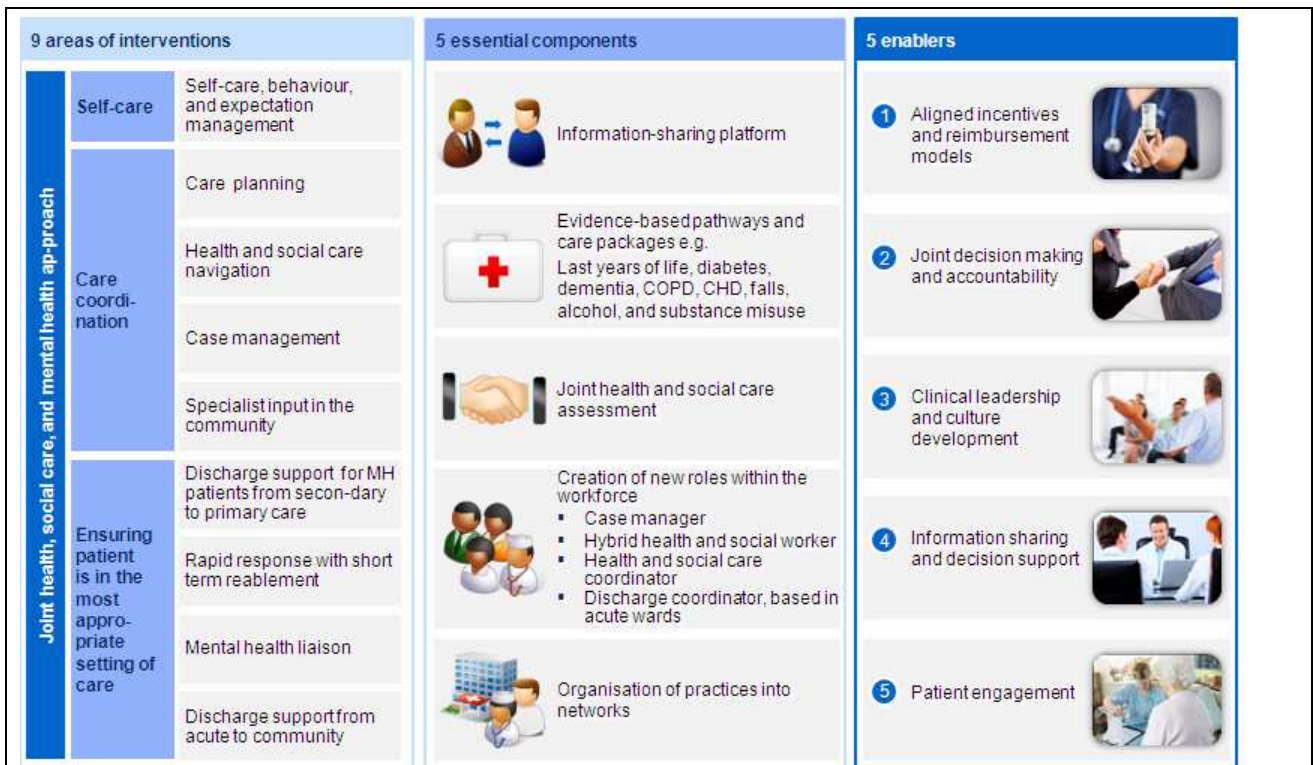 9 areas of interventions
Joint health, social care, and mental health ap-proach
Self-care
Self-care, behaviour,
and expectation
management
Care
coordi-
nation
Care planning
Health and social care
navigation
Case management
Specialist input in the
community
Ensuring
patient
is in the
most
appro-
priate
setting of
care
Discharge support for MH
patients from secon-dary
to primary care
Rapid response with short
term reablement
Mental health liaison
Discharge support from
acute to community
5 essential components
Information-sharing platform
Evidence-based pathways and
care packages e.g.
Last years of life, diabetes,
dementia, COPD, CHD, falls,
alcohol, and substance misuse
Joint health and social care
assessment
Creation of new roles within the
workforce
▪ Case manager
▪ Hybrid health and social worker
▪ Health and social care
coordinator
▪ Discharge coordinator, based in
acute wards
Organisation of practices into
networks
5 enablers
1 Aligned incentives
and reimbursement
models
2 Joint decision making
and accountability
3 Clinical leadership
and culture
development
4 Information sharing
and decision support
5 Patient engagement